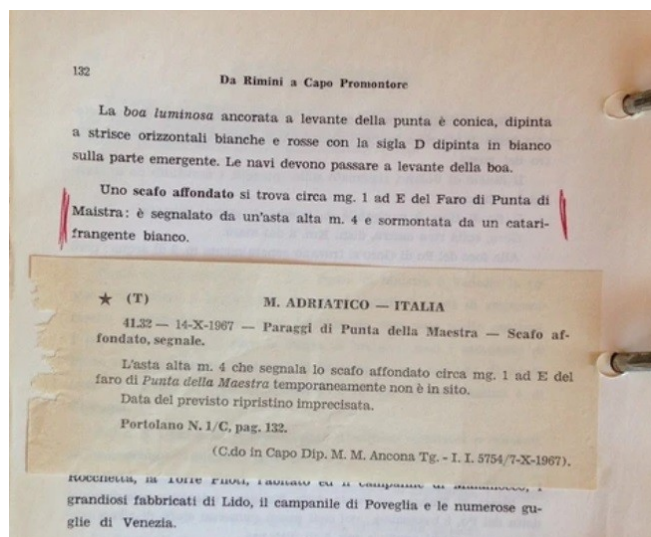 132
Da Rimini a Capo Promontore
La boa luminosa ancorata a levante della punta è conica, dipinta
a strisce orizzontali bianche e rosse con la sigla D dipinta in bianco
sulla parte emergente. Le navi devono passare a levante della boa.
Uno scafo affondato si trova circa mg. 1 ad E del Faro di Punta di
Maistra: è segnalato da un'asta alta m. 4 e sormontata da un catari-
frangente bianco.
★ (T) M. ADRIATICO — ITALIA
41.32 — 14-X-1967 — Paraggi di Punta della Maestra — Scafo af-
fondato, segnale.
L'asta alta m. 4 che segnala lo scafo affondato circa mg. 1 ad E del
faro di Punta della Maestra temporaneamente non è in sito.
Data del previsto ripristino imprecisata.
Portolano N. 1/C, pag. 132.
(C.do in Capo Dip. M. M. Ancona Tg. - I. I. 5754/7-X-1967).
Rocchetta, la Torre
grandiosi fabbricati di Lido, il campanile di Poveglia e le numerose gu-
glie di Venezia.